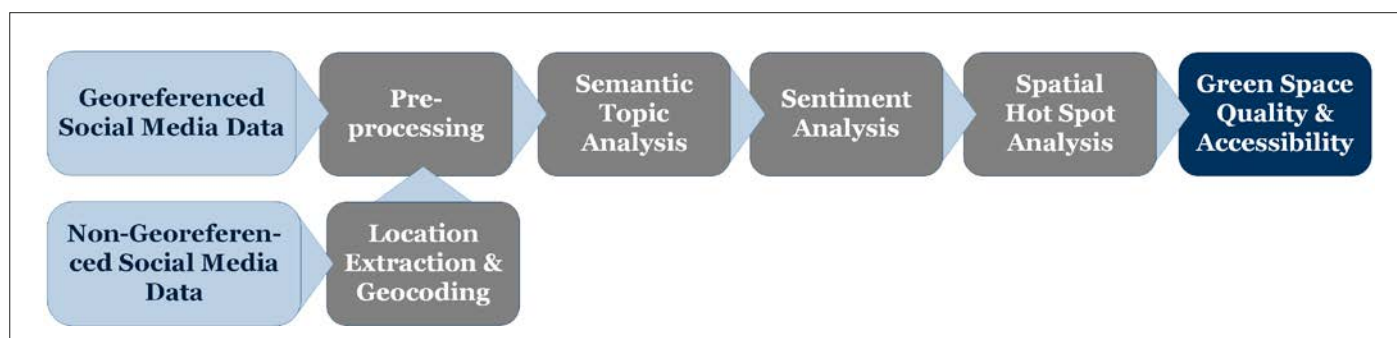 Georeferenced
Social Media Data
Pre-
processing
Semantic
Topic
Analysis
Sentiment
Analysis
Spatial
Hot Spot
Analysis
Green Space
Quality &
Accessibility
Non-Georeferen-
ced Social Media
Data
Location
Extraction &
Geocoding